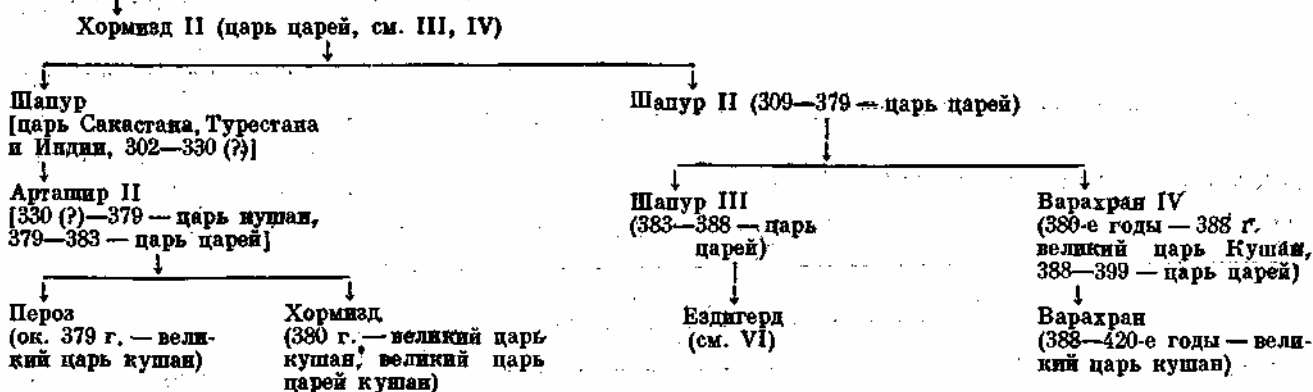 Хормизд II (царь царей, см. III, IV)
Шапур
[царь Сакастана, Турестана
и Индии, 302—330 (?)]
Шапур II (309—379 — царь царей)
Арташир II
[330 (?)—379 — царь кушан,
379—383 — царь царей]
Шапур III
(383—388 — царь
царей)
Варахран IV
(380-е годы — 388 г.
великий царь Кушан,
388—399 — царь царей)
Пероз
(ок. 379 г. — вели-
кий царь кушан)
Хормизд
(380 г. — великий царь
кушан, великий царь
царей кушан)
Ездигерд
(см. VI)
Варахран
(388—420-е годы — вели-
кий царь кушан)